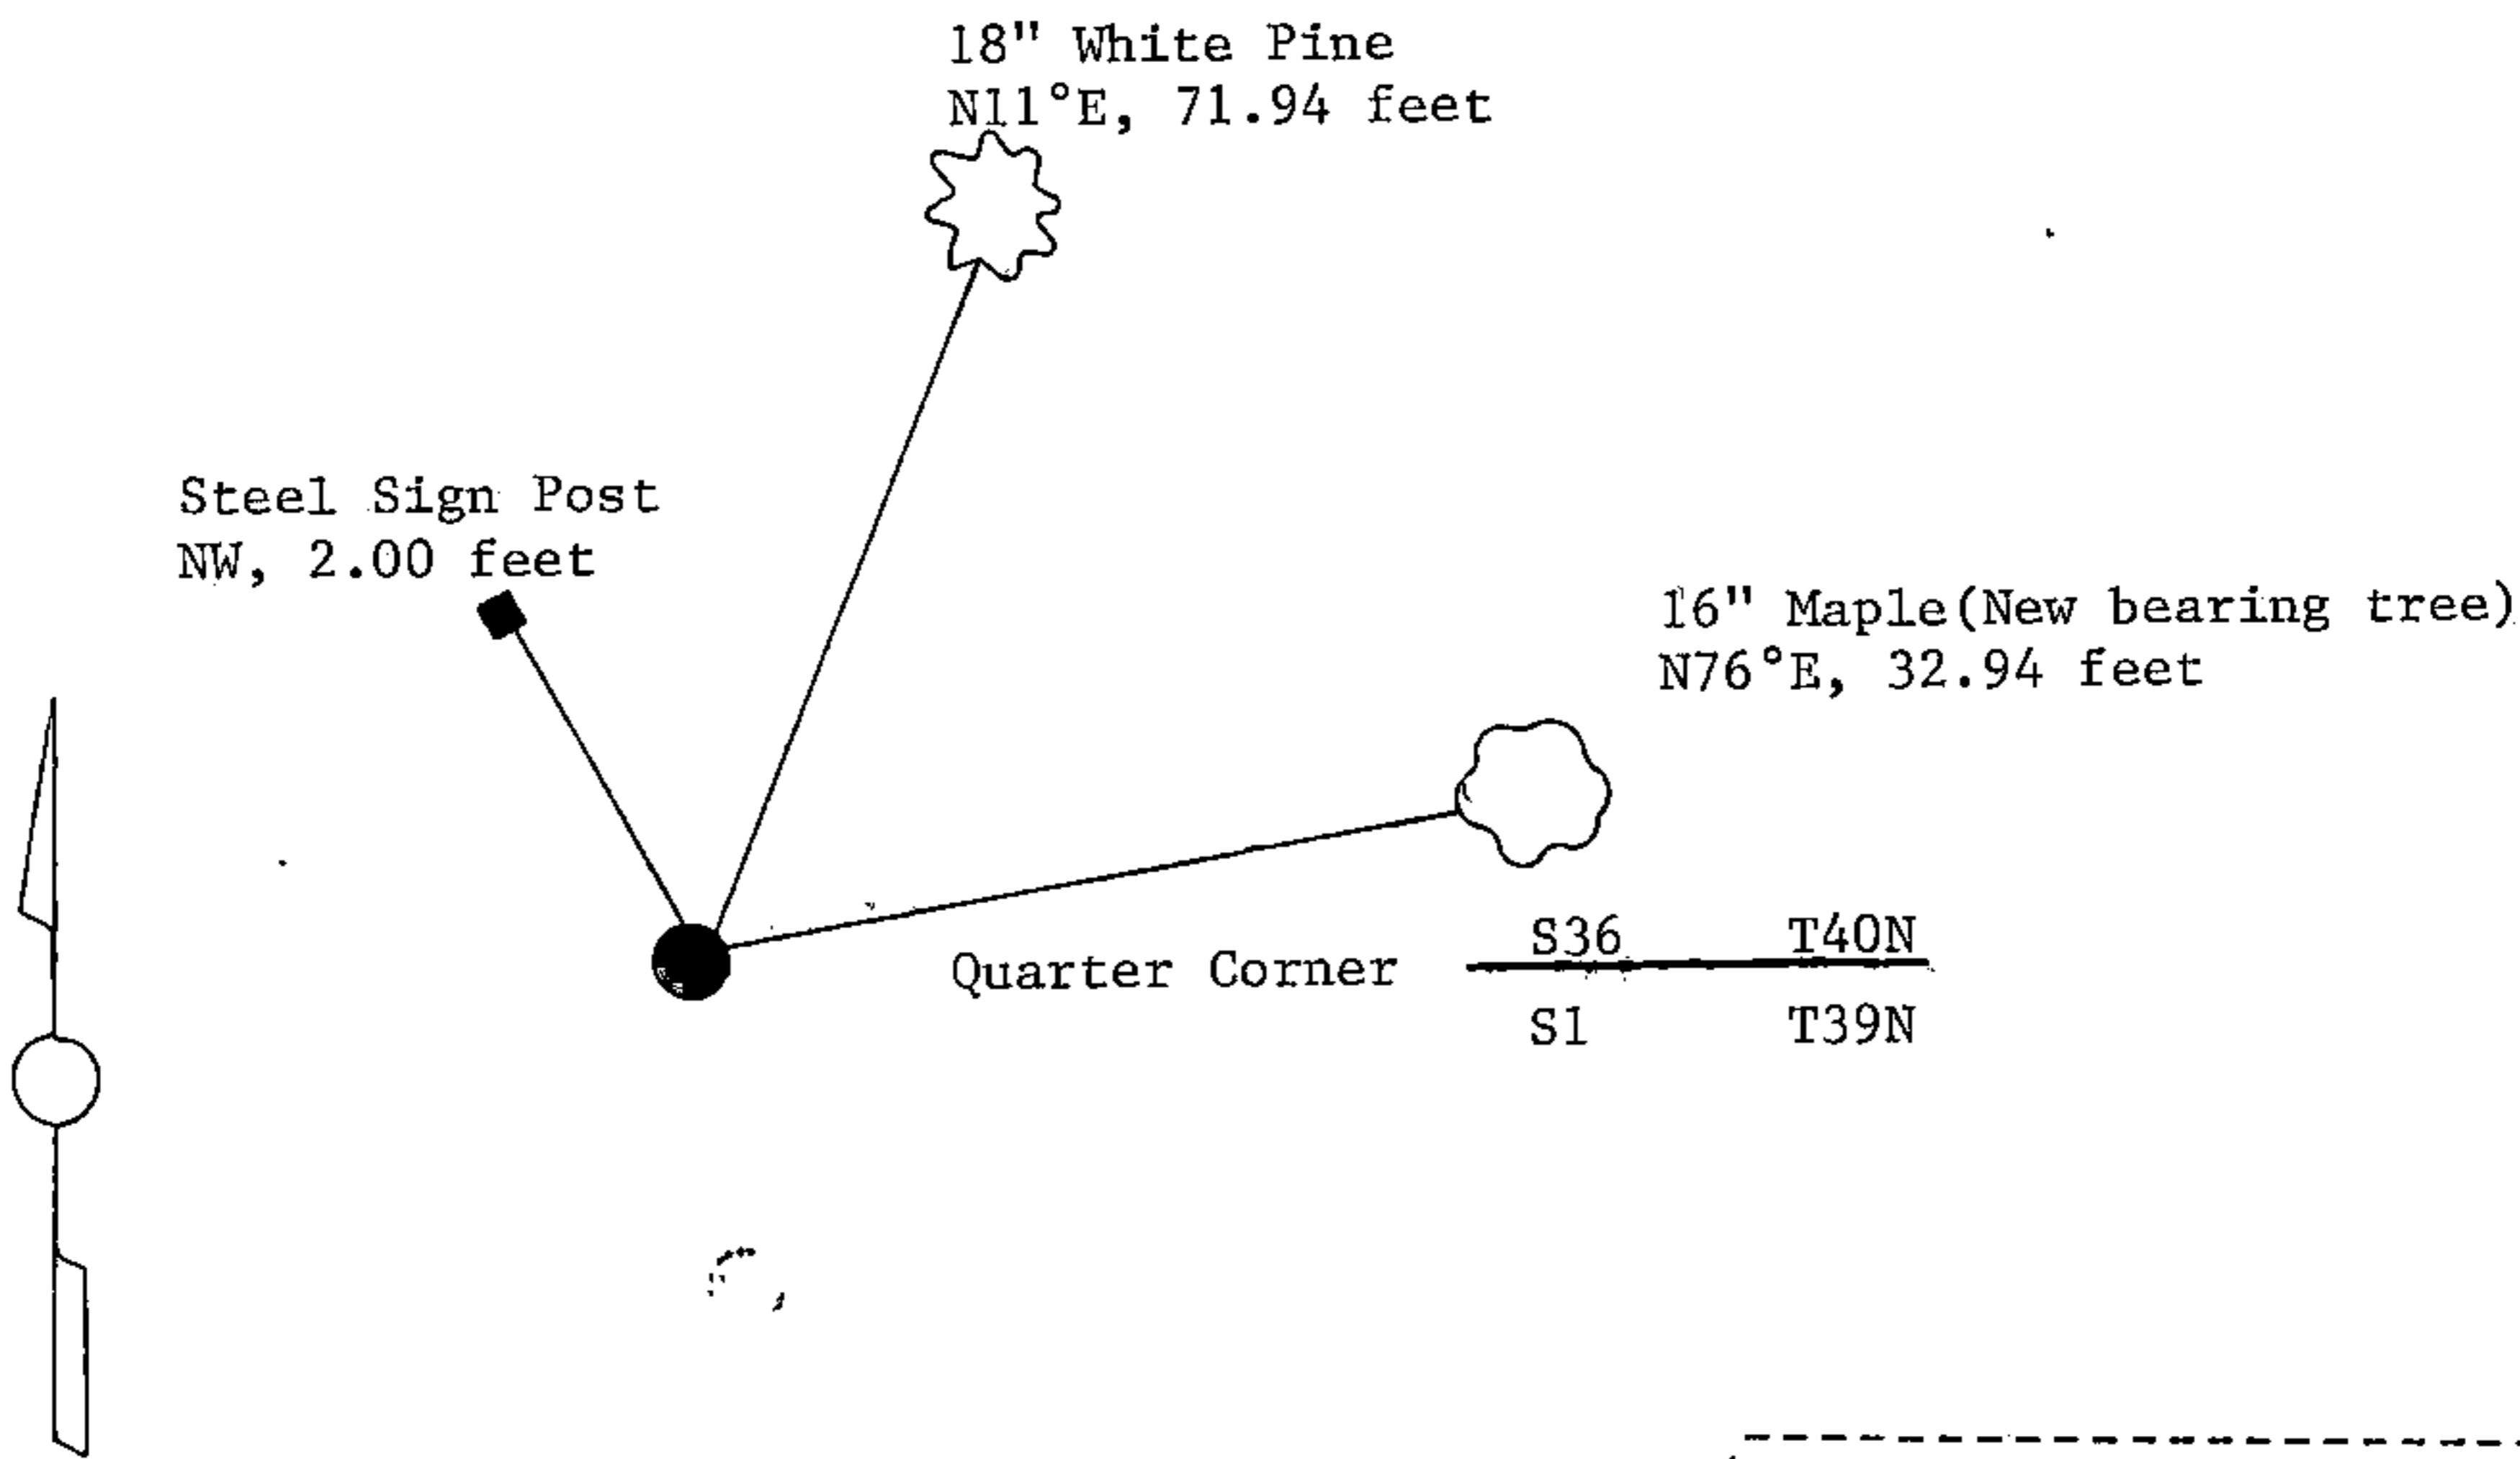 18" White Pine
N11°E, 71.94 feet
Steel Sign Post
NW, 2.00 feet
16" Maple(New bearing tree)
N76°E, 32.94 feet
Quarter Corner
S36 T40N
S1 T39N